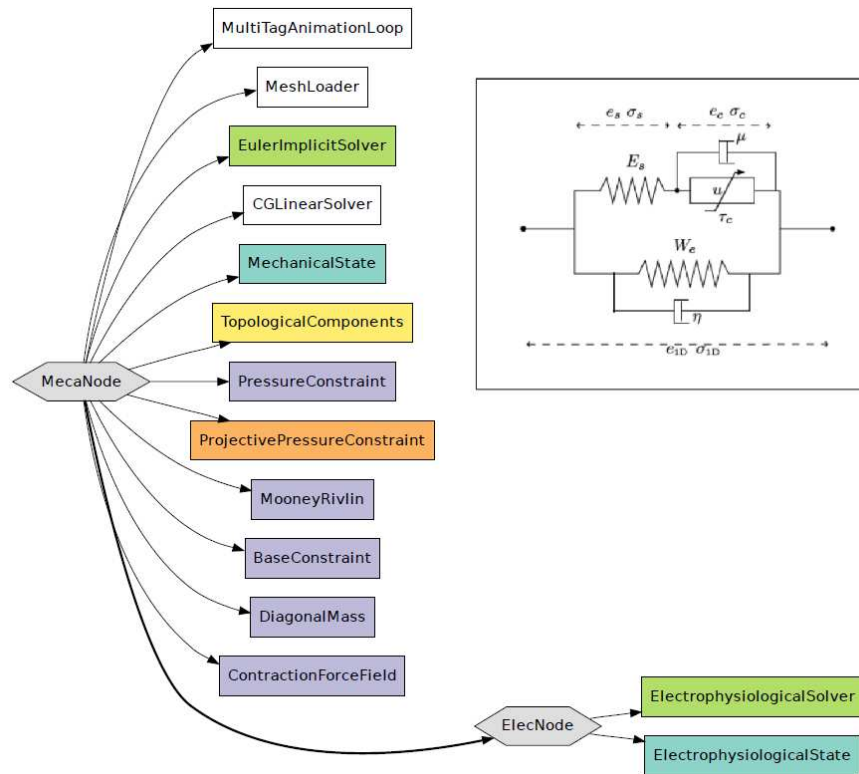 MultiTagAnimationLoop
MeshLoader
EulerImplicitSolver
CGLinearSolver
MechanicalState
TopologicalComponents
MecaNode
PressureConstraint
ProjectivePressureConstraint
MooneyRivlin
BaseConstraint
DiagonalMass
ContractionForceField
ElecNode
ElectrophysiologicalSolver
ElectrophysiologicalState
e_s σ_s
e_c σ_c
μ
E_s
u
τ_c
W_e
η
e_1D σ_1D